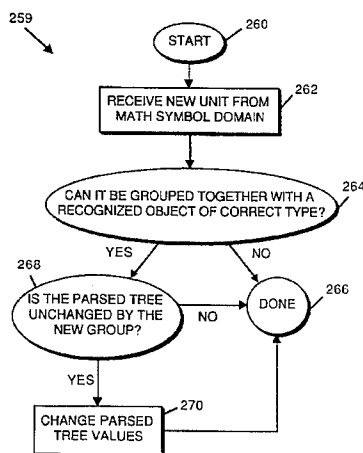 259
START
260
RECEIVE NEW UNIT FROM
MATH SYMBOL DOMAIN
262
CAN IT BE GROUPED TOGETHER WITH A
RECOGNIZED OBJECT OF CORRECT TYPE?
264
YES
NO
268
IS THE PARSED TREE
UNCHANGED BY THE
NEW GROUP?
NO
DONE
266
YES
CHANGE PARSED
TREE VALUES
270